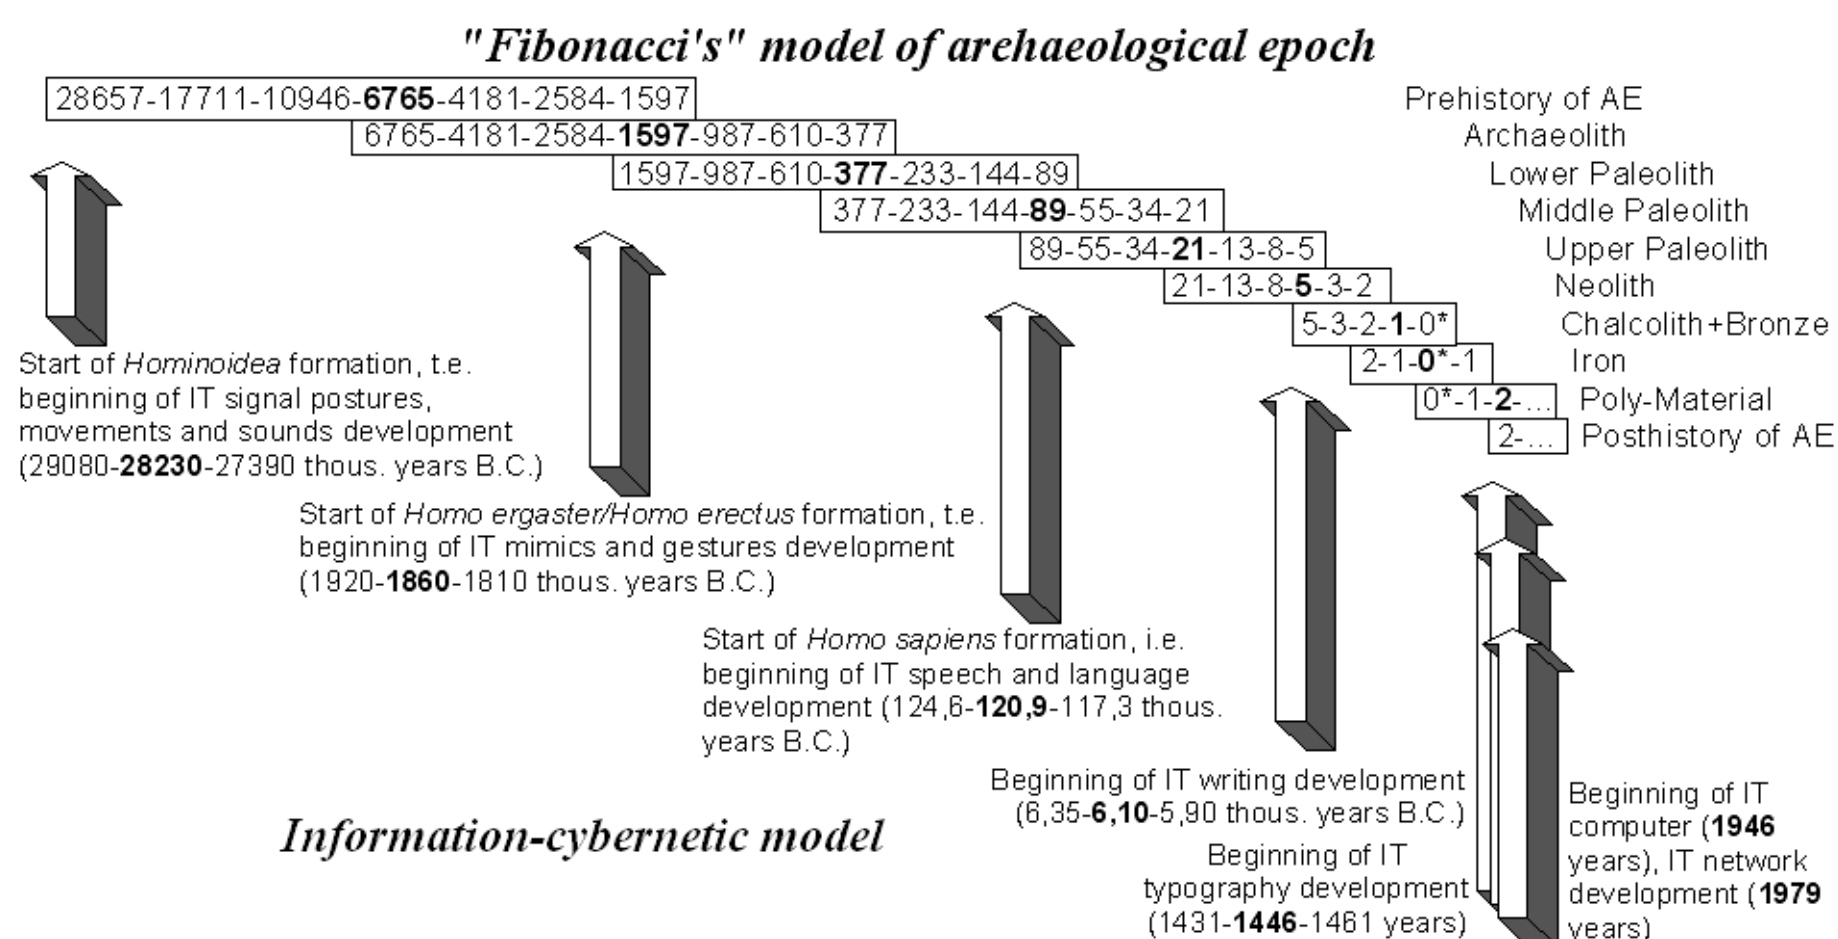 "Fibonacci's" model of arehaeological epoch
28657-17711-10946-6765-4181-2584-1597
Prehistory of AE
6765-4181-2584-1597-987-610-377
Archaeolith
1597-987-610-377-233-144-89
Lower Paleolith
377-233-144-89-55-34-21
Middle Paleolith
89-55-34-21-13-8-5
Upper Paleolith
21-13-8-5-3-2
Neolith
5-3-2-1-0*
Chalcolith+Bronze
2-1-0*-1
Iron
0*-1-2-...
Poly-Material
2-...
Posthistory of AE
Start of Hominoidea formation, t.e.
beginning of IT signal postures,
movements and sounds development
(29080-28230-27390 thous. years B.C.)
Start of Homo ergaster/Homo erectus formation, t.e.
beginning of IT mimics and gestures development
(1920-1860-1810 thous. years B.C.)
Start of Homo sapiens formation, i.e.
beginning of IT speech and language
development (124,6-120,9-117,3 thous.
years B.C.)
Beginning of IT writing development
(6,35-6,10-5,90 thous. years B.C.)
Beginning of IT
typography development
(1431-1446-1461 years)
Beginning of IT
computer (1946
years), IT network
development (1979
years)
Information-cybernetic model